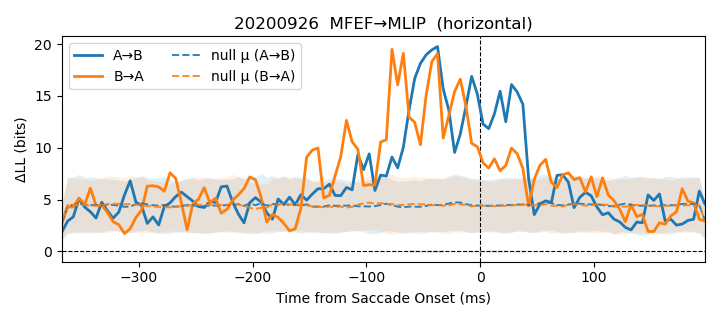 20200926  MFEF→MLIP  (horizontal)
ΔLL (bits)
20
15
10
5
0
A→B
B→A
null μ (A→B)
null μ (B→A)
−300
−200
−100
0
100
Time from Saccade Onset (ms)